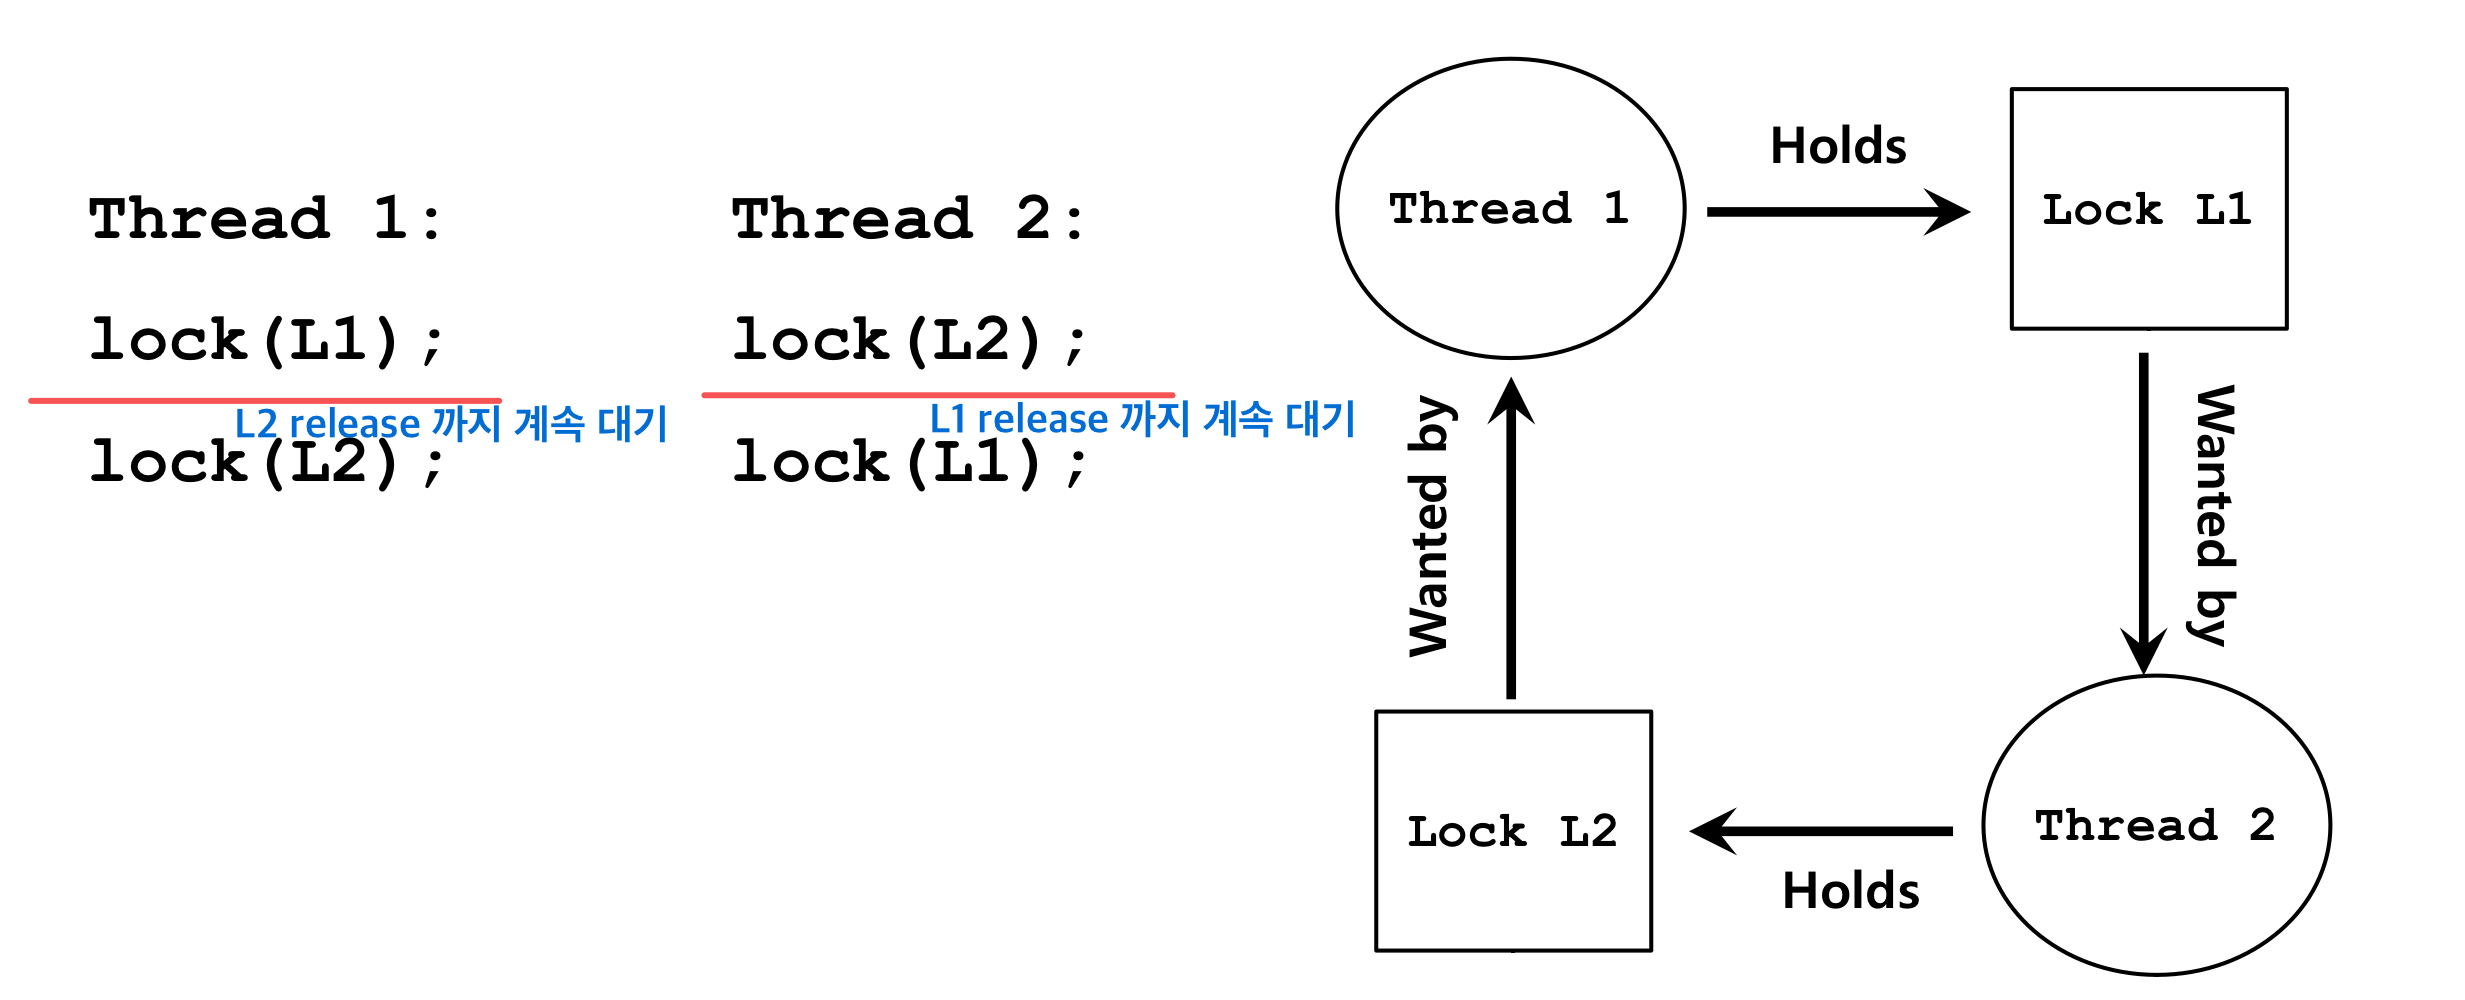 Thread 1:
lock(L1);
L2 release 까지 계속 대기
lock(L2);
Thread 2:
lock(L2);
L1 release 까지 계속 대기
lock(L1);
Thread 1
Holds
Lock L1
Wanted by
Wanted by
Lock L2
Holds
Thread 2